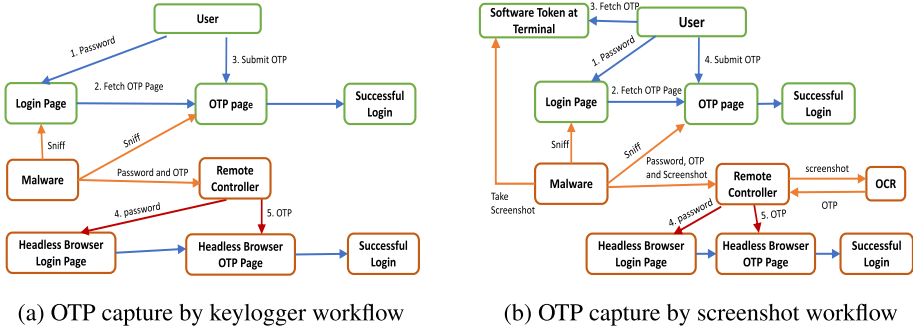 User
1. Password
3. Submit OTP
Login Page
2. Fetch OTP Page
OTP page
Successful
Login
Sniff
Sniff
Malware
Password and OTP
Remote
Controller
4. password
5. OTP
Headless Browser
Login Page
Headless Browser
OTP Page
Successful
Login
(a) OTP capture by keylogger workflow
Software Token at
Terminal
3. Fetch OTP
User
1. Password
4. Submit OTP
Login Page
2. Fetch OTP Page
OTP page
Successful
Login
Sniff
Sniff
Take
Screenshot
Malware
Password, OTP
and Screenshot
Remote
Controller
screenshot
OCR
OTP
4. password
5. OTP
Headless Browser
Login Page
Headless Browser
OTP Page
Successful
Login
(b) OTP capture by screenshot workflow